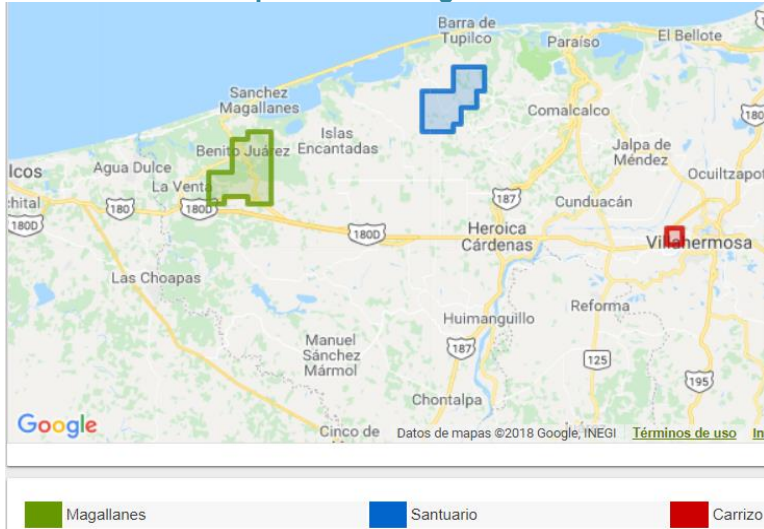 Barra de
Tupilco
Paraíso
El Bellote
Sanchez
Magallanes
Comalcalco
180
Islas
Encantadas
Benito Juárez
Jalpa de
Méndez
lcos
Agua Dulce
La Venta
Ocuiltzapot
chital
180
180D
187
Cunduacán
180D
180D
Heroica
Cárdenas
Villahermosa
Las Choapas
Reforma
Huimanguillo
Manuel
Sánchez
Mármol
187
125
195
Chontalpa
Google
Cinco de
Datos de mapas ©2018 Google, INEGI
Términos de uso
In
Magallanes
Santuario
Carrizo